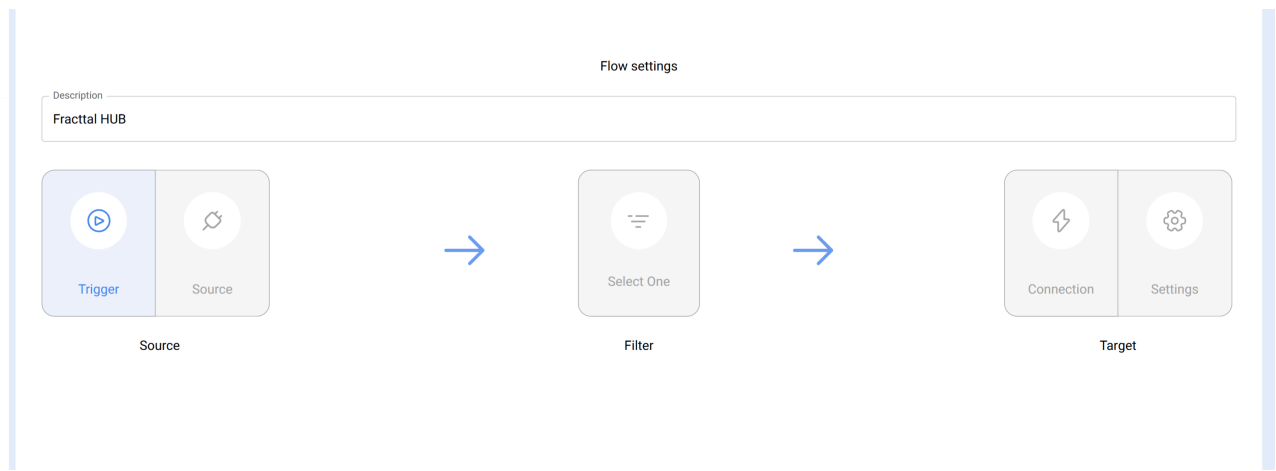 Flow settings
Description
Fracttal HUB
Trigger
Source
Select One
Connection
Settings
Source
Filter
Target